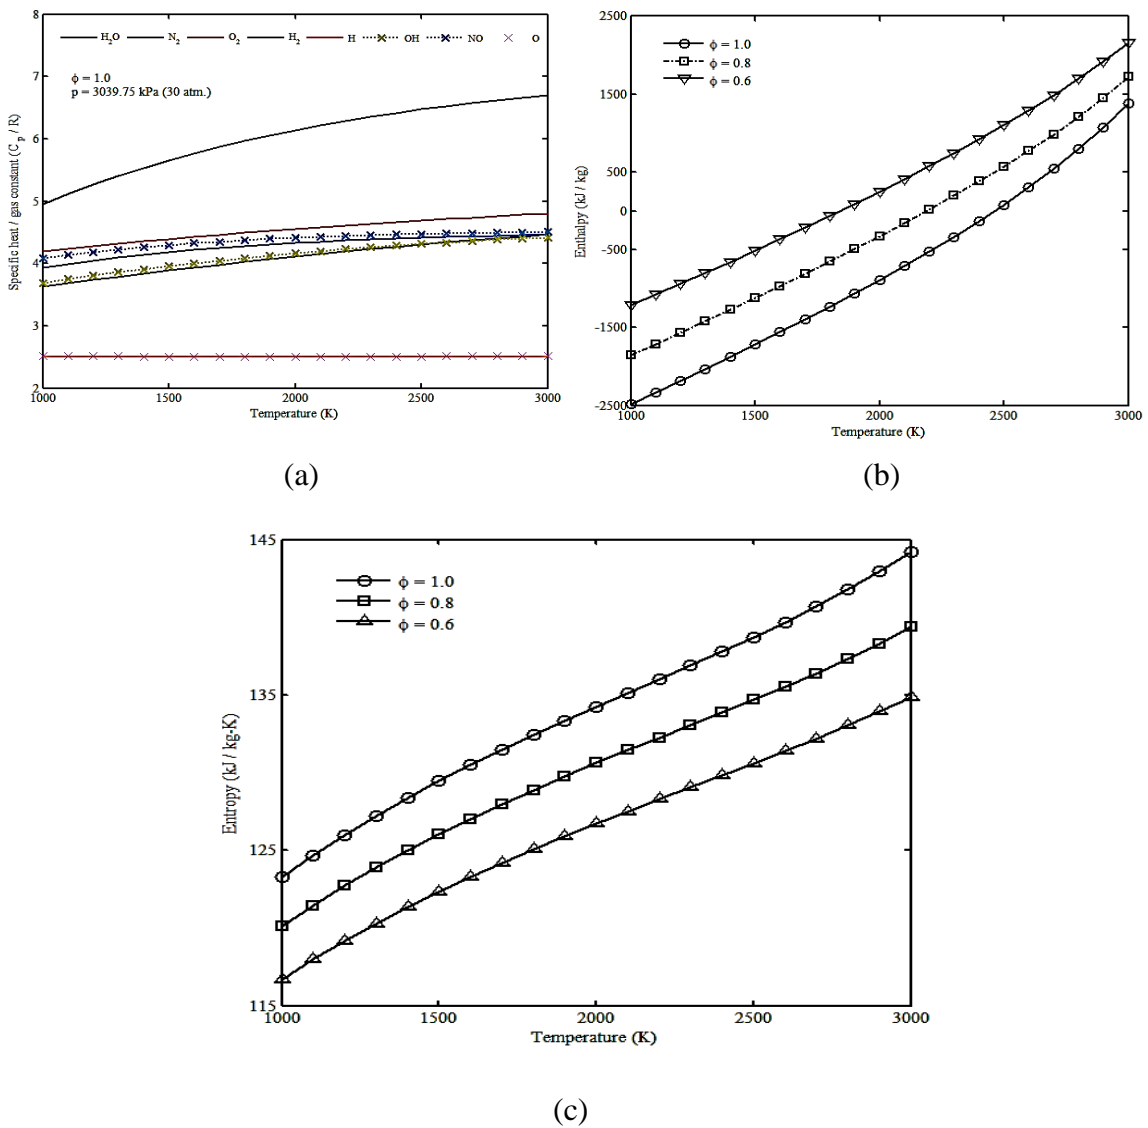 8
7
6
5
4
3
2
H₂O N₂ O₂ H₂ H OH NO O
ϕ = 1.0
p = 3039.75 kPa (30 atm.)
Specific heat / gas constant (C p / R)
1000 1500 2000 2500 3000
Temperature (K)
(a)
2500
1500
500
0
-500
-1500
-2500
ϕ = 1.0
ϕ = 0.8
ϕ = 0.6
Enthalpy (kJ / kg)
1000 1500 2000 2500 3000
Temperature (K)
(b)
145
135
125
115
ϕ = 1.0
ϕ = 0.8
ϕ = 0.6
Entropy (kJ / kg-K)
1000 1500 2000 2500 3000
Temperature (K)
(c)